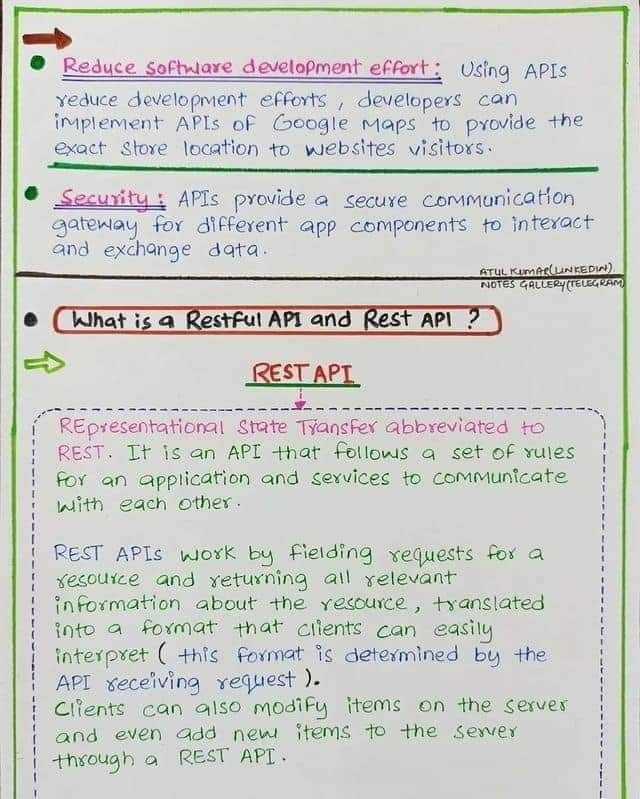 Reduce software development effort : Using APIs
reduce development efforts , developers can
implement APIs of Google Maps to provide the
exact store location to websites visitors.
Security : APIs provide a secure communication
gateway for different app components to interact
and exchange data.
ATUL KUMAR(LINKEDIN)
NOTES GALLERY(TELEGRAM)
What is a Restful API and Rest API ?
REST API
REpresentational State Transfer abbreviated to
REST. It is an API that follows a set of rules
for an application and services to communicate
with each other.
REST APIs work by fielding requests for a
resource and returning all relevant
information about the resource, translated
into a format that clients can easily
interpret ( this format is determined by the
API receiving request ).
Clients can also modify items on the server
and even add new items to the server
through a REST API.